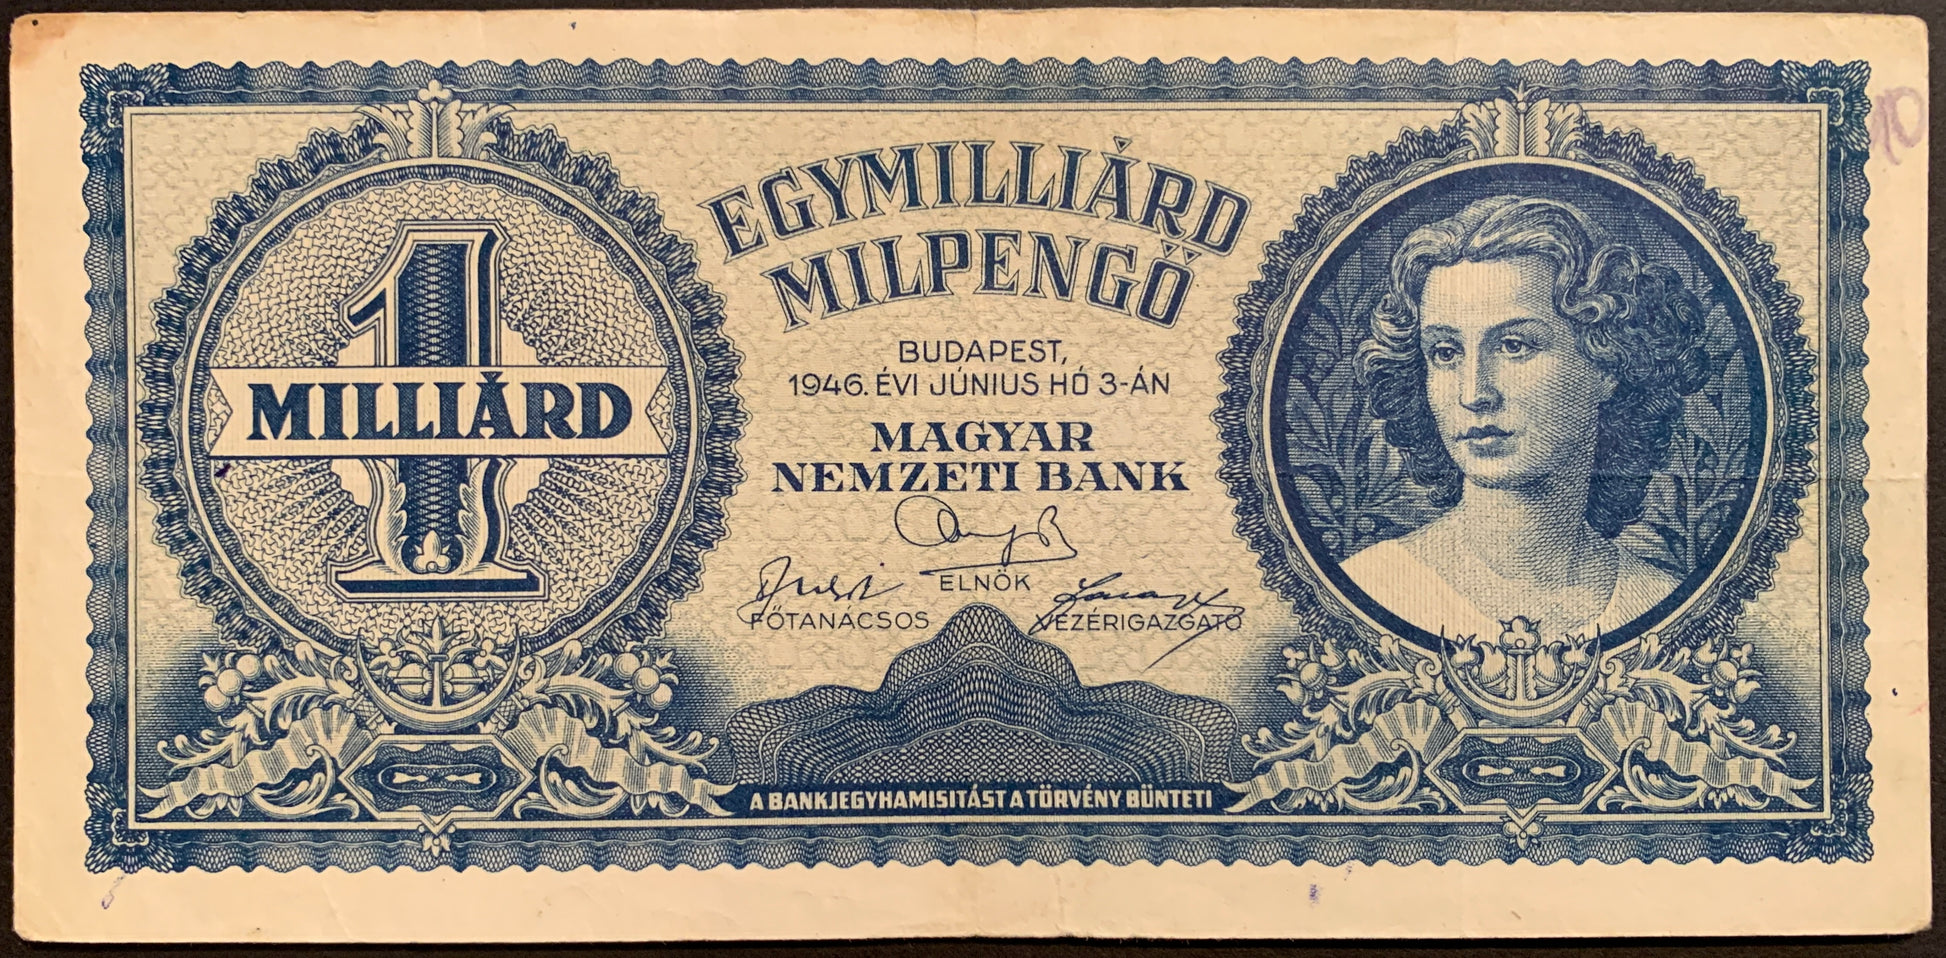 1
MILLIÁRD
EGYMILLIÁRD
MILPENGŐ
BUDAPEST,
1946. ÉVI JÚNIUS HÓ 3-ÁN
MAGYAR
NEMZETI BANK
ELNÖK
FŐTANÁCSOS
VEZÉRIGAZGATÓ
A BANKJEGYHAMISITÁST A TÖRVÉNY BÜNTETI
10